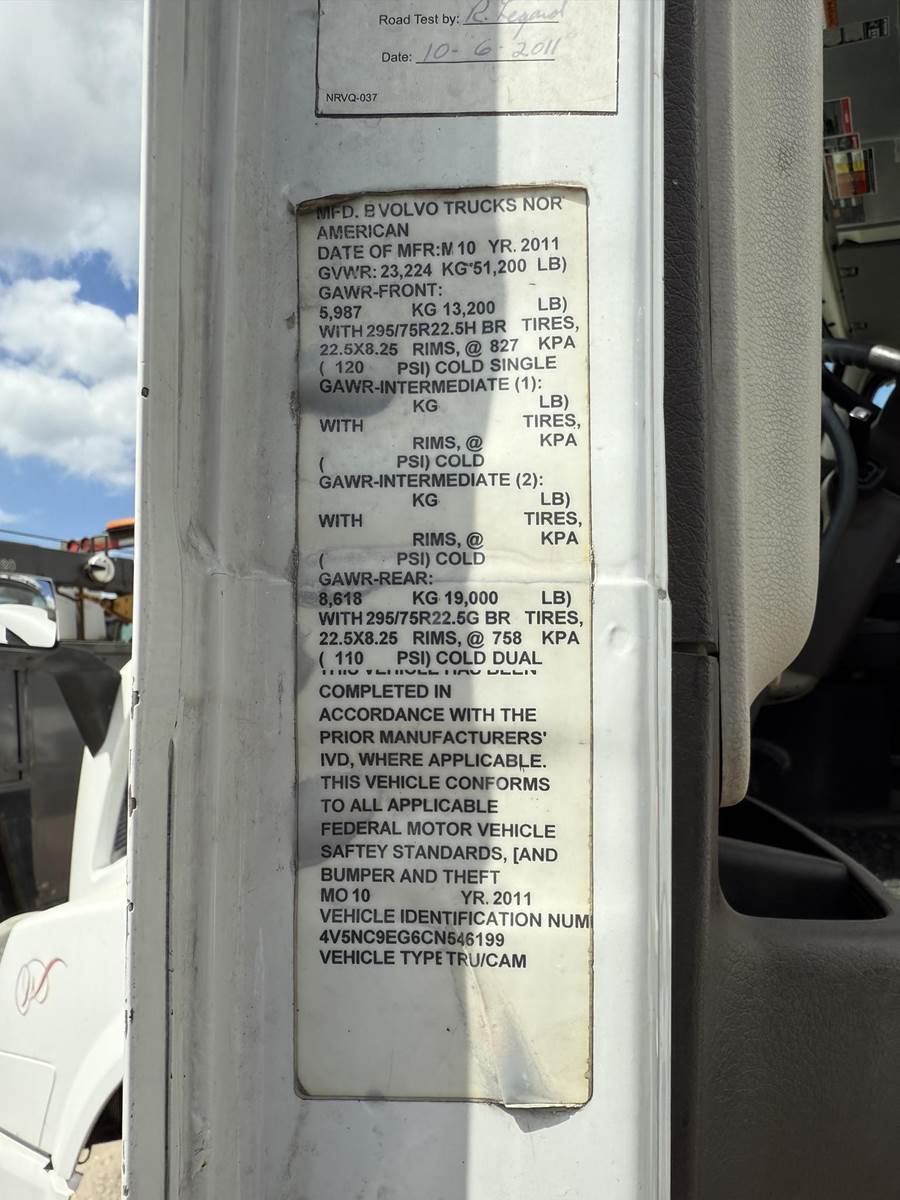 Road Test by: R. Legard
Date: 10-6-2011
NRVQ-037
MFD. B VOLVO TRUCKS NOR
AMERICAN
DATE OF MFR:M 10 YR. 2011
GVWR: 23,224 KG 51,200 LB)
GAWR-FRONT:
5,987 KG 13,200 LB)
WITH 295/75R22.5H BR TIRES,
22.5X8.25 RIMS, @ 827 KPA
( 120 PSI) COLD SINGLE
GAWR-INTERMEDIATE (1):
KG LB)
WITH TIRES,
RIMS, @ KPA
( PSI) COLD
GAWR-INTERMEDIATE (2):
KG LB)
WITH TIRES,
RIMS, @ KPA
( PSI) COLD
GAWR-REAR:
8,618 KG 19,000 LB)
WITH 295/75R22.5G BR TIRES,
22.5X8.25 RIMS, @ 758 KPA
( 110 PSI) COLD DUAL
THIS VEHICLE HAS BEEN
COMPLETED IN
ACCORDANCE WITH THE
PRIOR MANUFACTURERS'
IVD, WHERE APPLICABLE.
THIS VEHICLE CONFORMS
TO ALL APPLICABLE
FEDERAL MOTOR VEHICLE
SAFTEY STANDARDS, [AND
BUMPER AND THEFT
MO 10 YR. 2011
VEHICLE IDENTIFICATION NUM
4V5NC9EG6CN546199
VEHICLE TYPE TRU/CAM